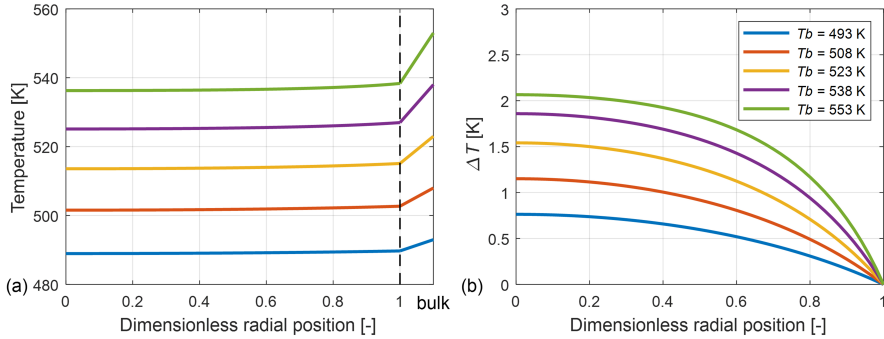 560
540
520
500
480
Temperature [K]
(a)
0
0.2
0.4
0.6
0.8
1
bulk
Dimensionless radial position [-]
3
2.5
2
1.5
1
0.5
0
Δ T [K]
(b)
Tb = 493 K
Tb = 508 K
Tb = 523 K
Tb = 538 K
Tb = 553 K
0
0.2
0.4
0.6
0.8
1
Dimensionless radial position [-]